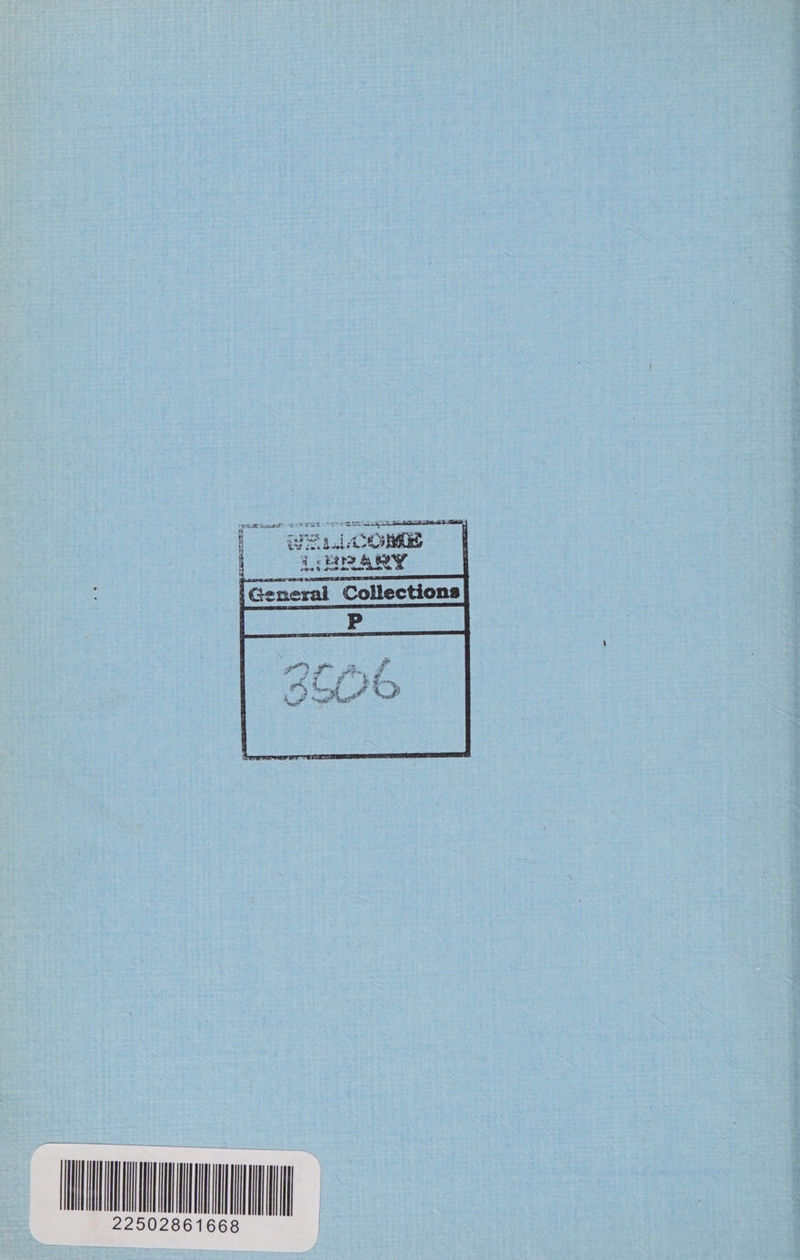 WELLCOME
LIBRARY
General Collections
P
3506
22502861668